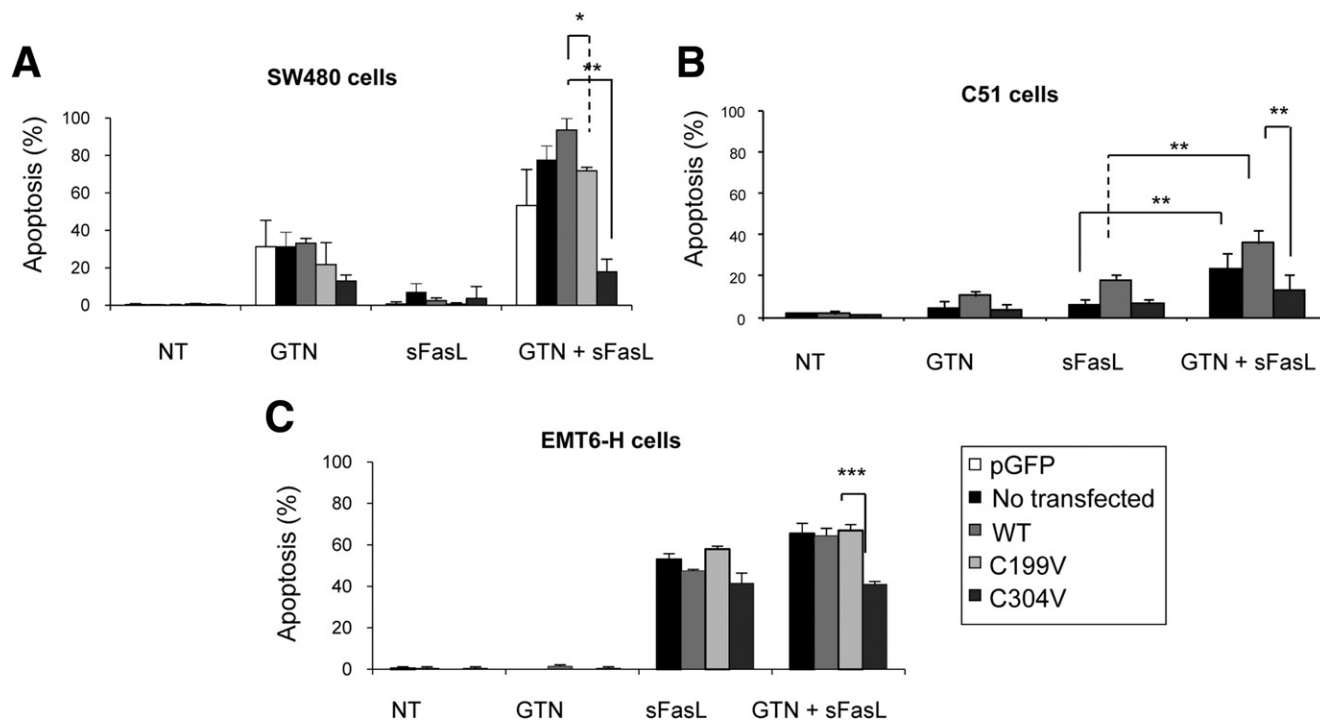 A
SW480 cells
*
**
Apoptosis (%)
100
80
60
40
20
0
NT
GTN
sFasL
GTN + sFasL
B
C51 cells
**
**
**
Apoptosis (%)
100
80
60
40
20
0
NT
GTN
sFasL
GTN + sFasL
C
EMT6-H cells
***
Apoptosis (%)
100
80
60
40
20
0
NT
GTN
sFasL
GTN + sFasL
pGFP
No transfected
WT
C199V
C304V